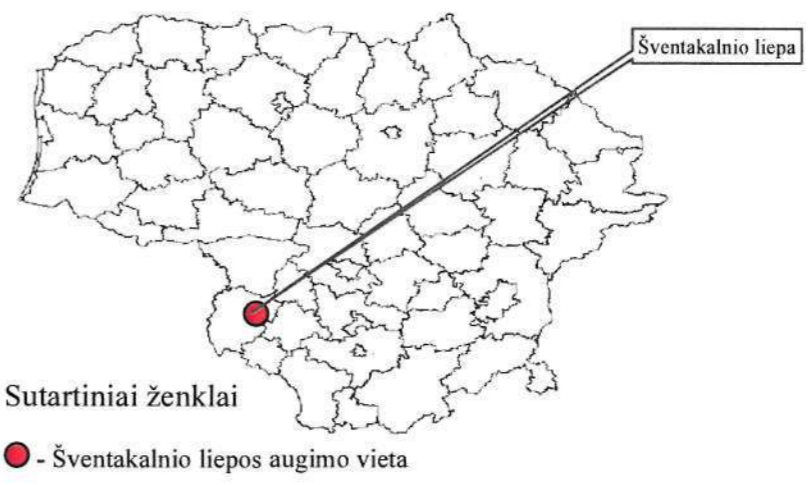 Šventakalnio liepa
Sutartiniai ženklai
- Šventakalnio liepos augimo vieta